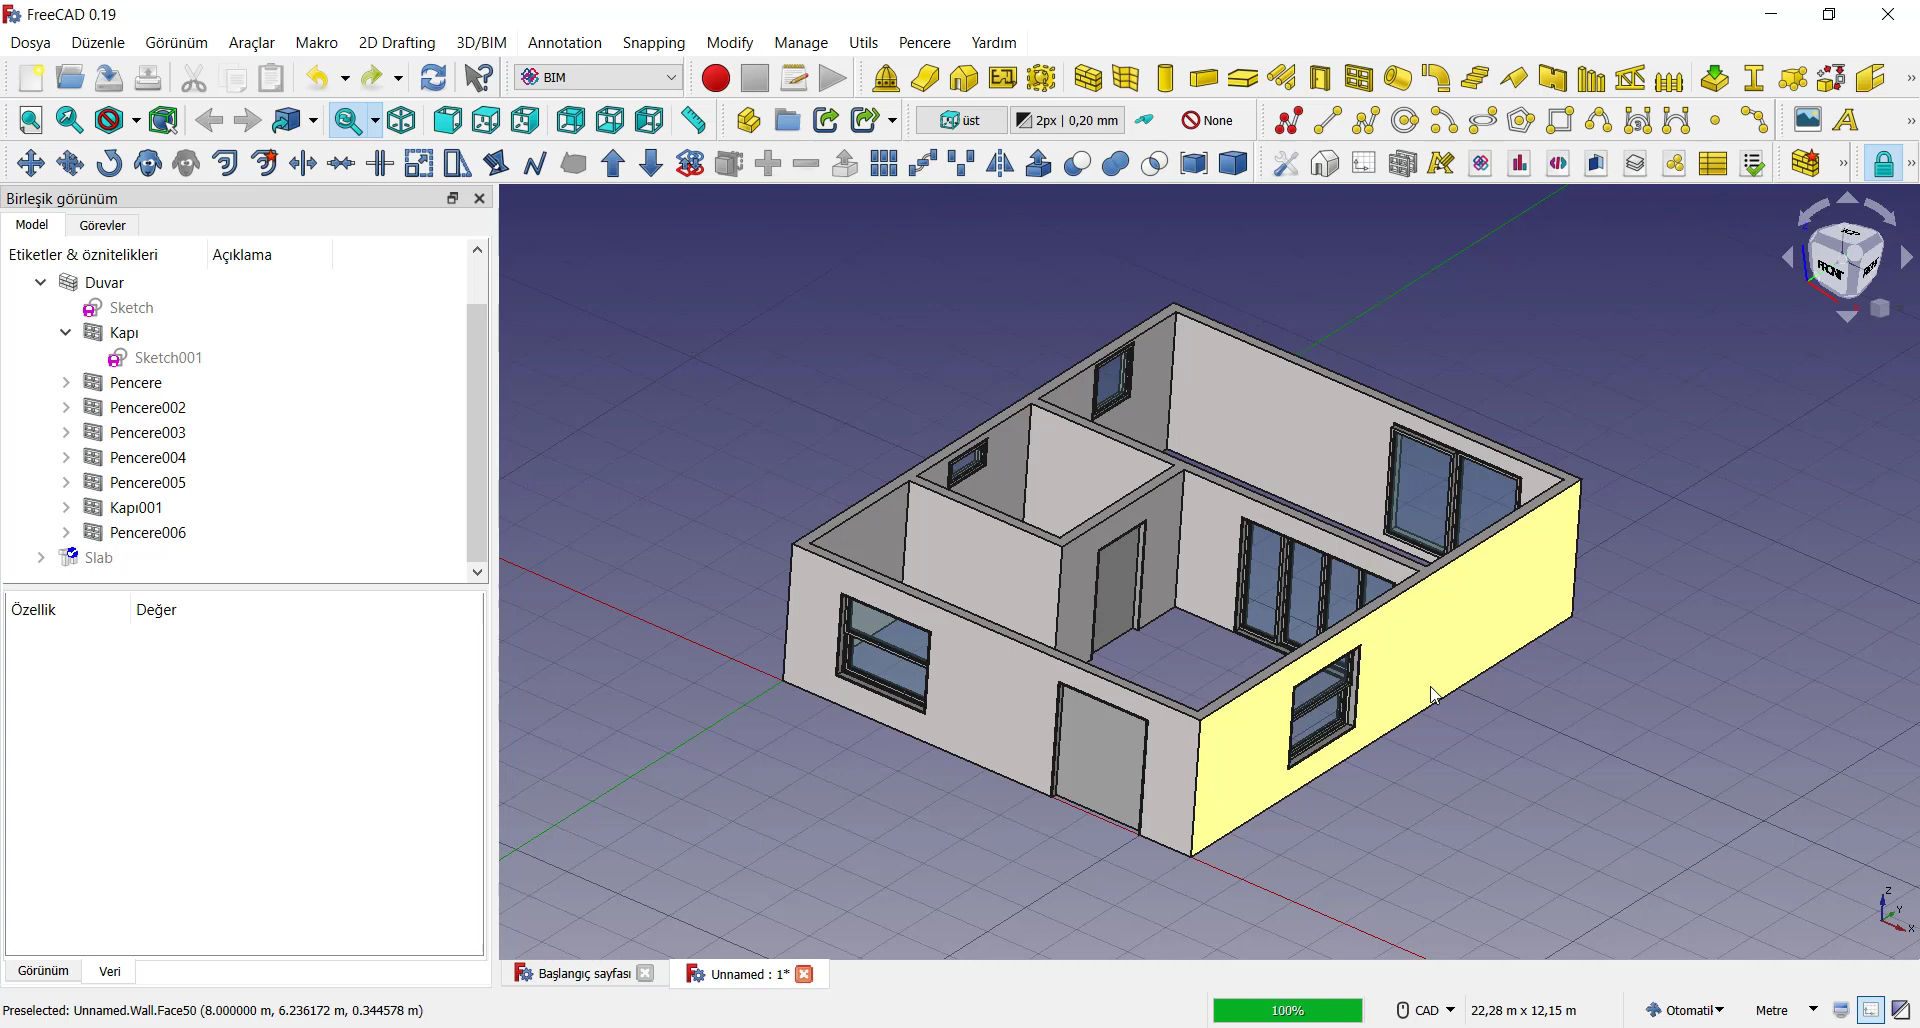 FreeCAD 0.19
Dosya Düzenle Görünüm Araçlar Makro 2D Drafting 3D/BIM Annotation Snapping Modify Manage Utils Pencere Yardım
BIM
üst 2px | 0,20 mm None
Birleşik görünüm
Model Görevler
Etiketler & öznitelikleri Açıklama
Duvar
Sketch
Kapı
Sketch001
Pencere
Pencere002
Pencere003
Pencere004
Pencere005
Kapı001
Pencere006
Slab
Özellik Değer
FRONT
Z
Y
X
Görünüm Veri
Başlangıç sayfası Unnamed : 1*
Preselected: Unnamed.Wall.Face50 (8.000000 m, 6.236172 m, 0.344578 m) 100% CAD 22,28 m x 12,15 m Otomatik Metre